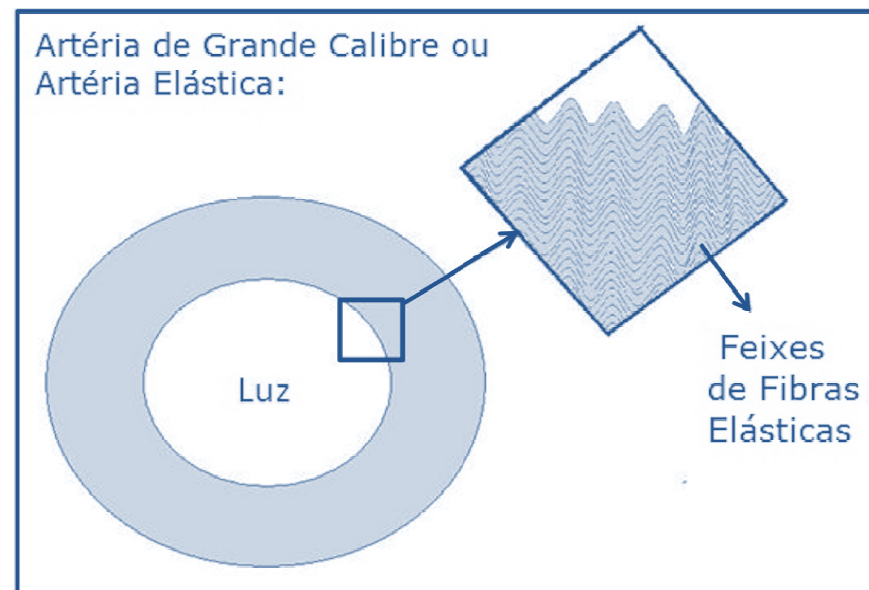 Artéria de Grande Calibre ou
Artéria Elástica:
Luz
Feixes
de Fibras
Elásticas